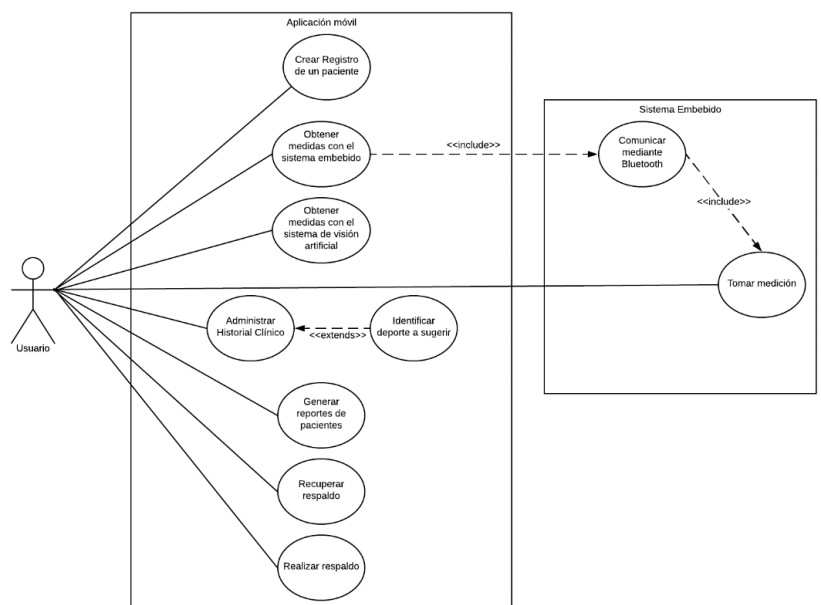 Aplicación móvil
Crear Registro
de un paciente
Sistema Embebido
Obtener
medidas con el
sistema embebido
<<include>>
Comunicar
mediante
Bluetooth
<<include>>
Obtener
medidas con el
sistema de visión
artificial
Tomar medición
Usuario
Administrar
Historial Clínico
<<extends>>
Identificar
deporte a sugerir
Generar
reportes de
pacientes
Recuperar
respaldo
Realizar respaldo